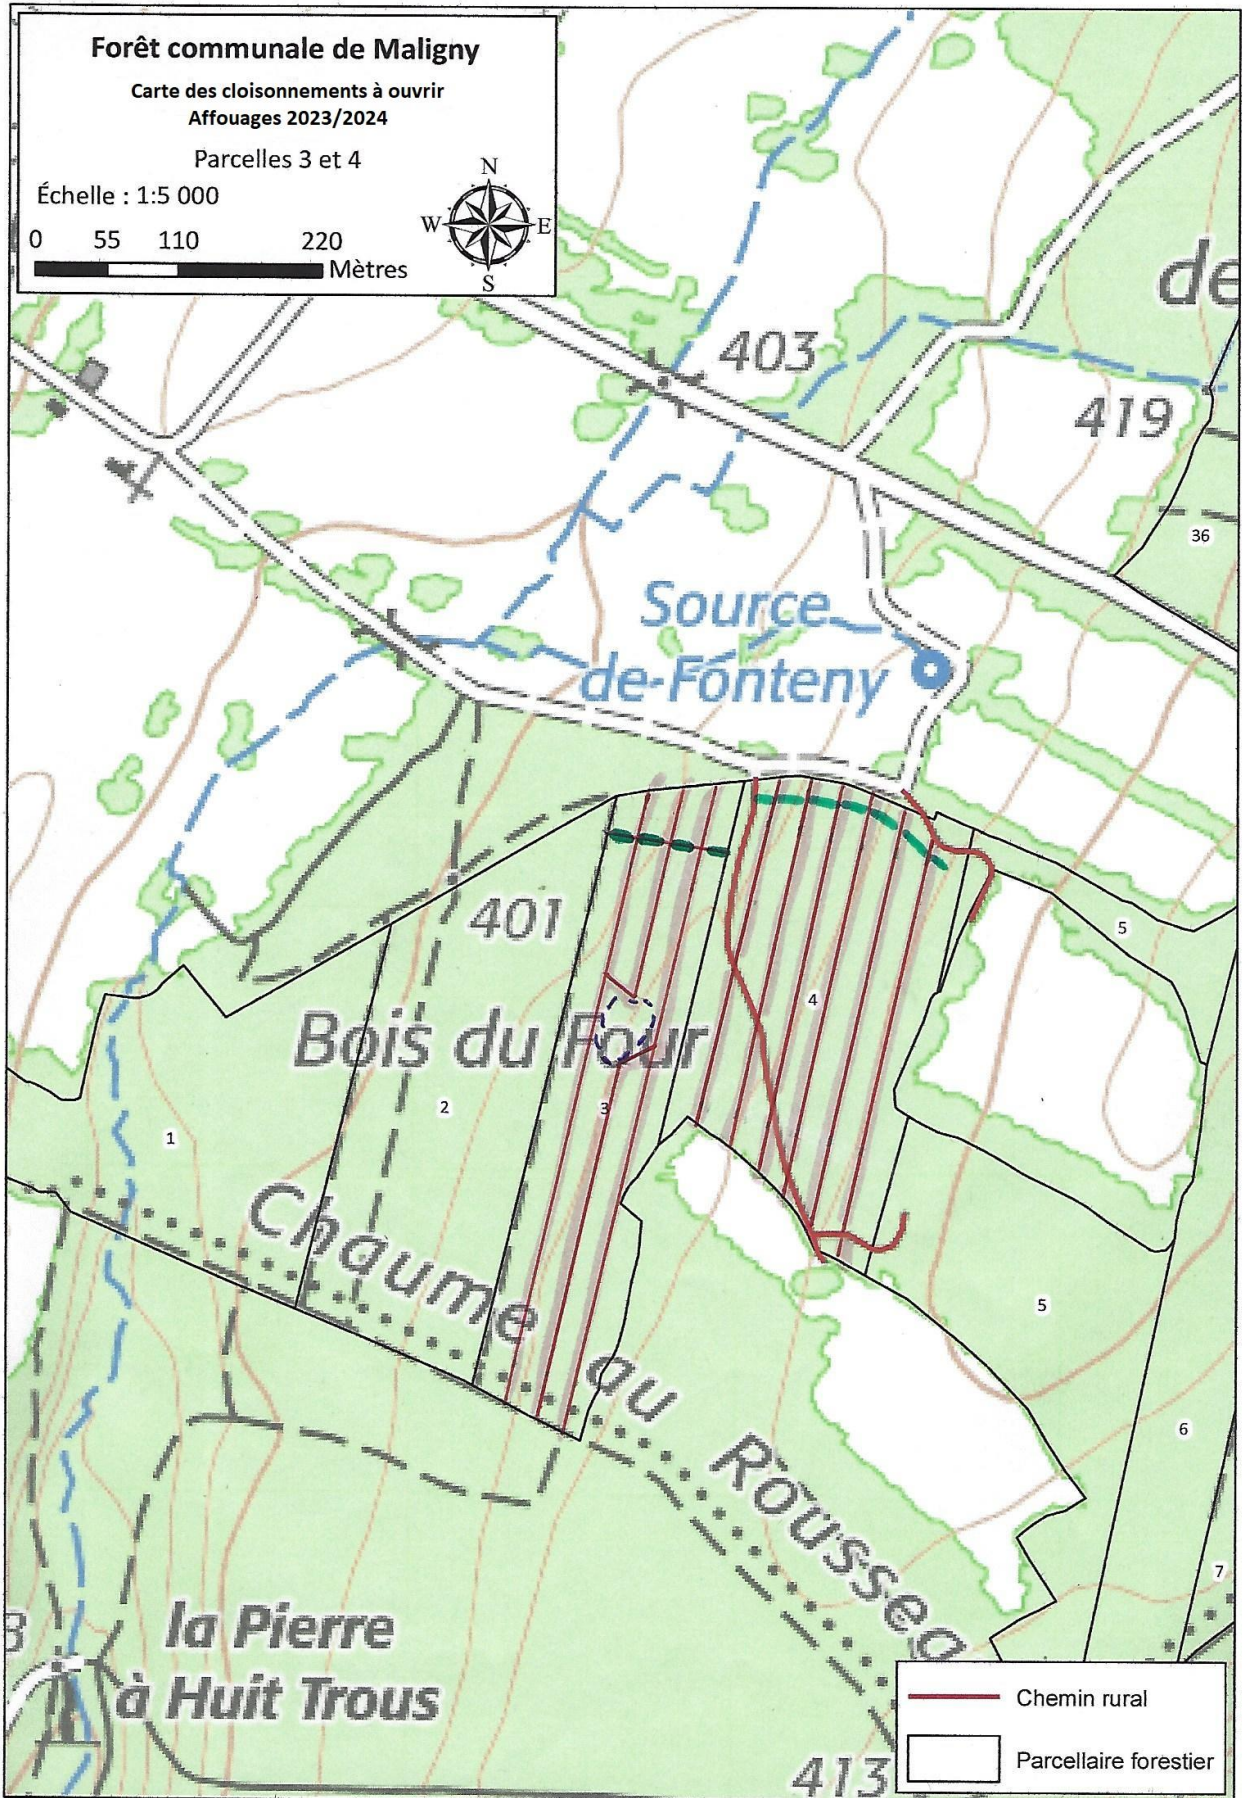 Forêt communale de Maligny
Carte des cloisonnements à ouvrir
Affouages 2023/2024
Parcelles 3 et 4
Échelle : 1:5 000
0 55 110 220
Mètres
N
W E
S
de
403
419
36
Source
de-Fonteny
401
5
4
Bois du Four
2
3
1
Chaume au Roussea
5
6
7
la Pierre
à Huit Trous
413
Chemin rural
Parcellaire forestier